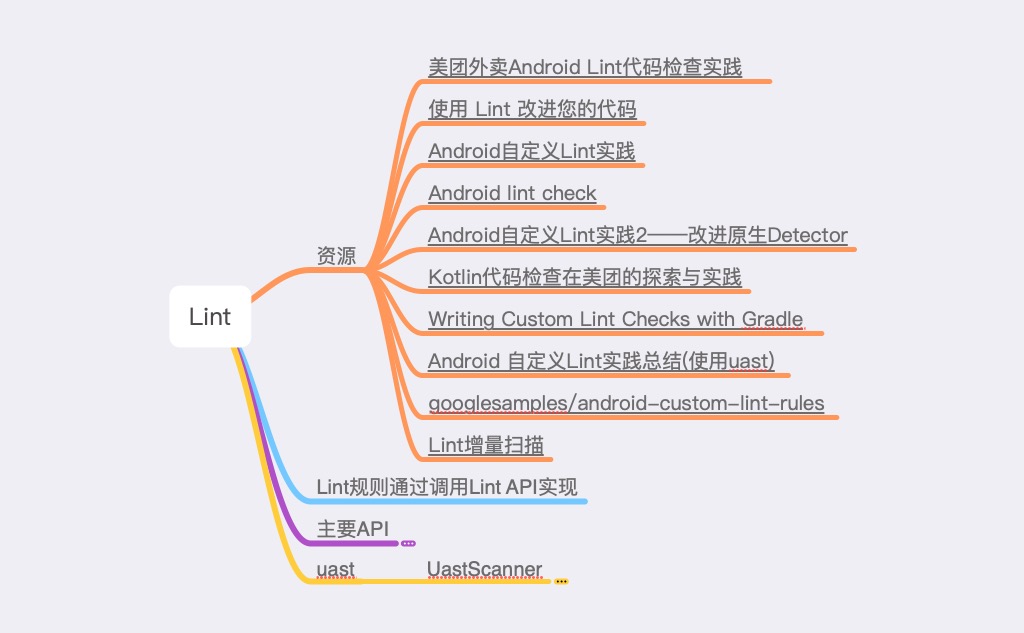 美团外卖Android Lint代码检查实践
使用 Lint 改进您的代码
Android自定义Lint实践
Android lint check
Android自定义Lint实践2——改进原生Detector
资源
Kotlin代码检查在美团的探索与实践
Lint
Writing Custom Lint Checks with Gradle
Android 自定义Lint实践总结(使用uast)
googlesamples/android-custom-lint-rules
Lint增量扫描
Lint规则通过调用Lint API实现
主要API
uast
UastScanner